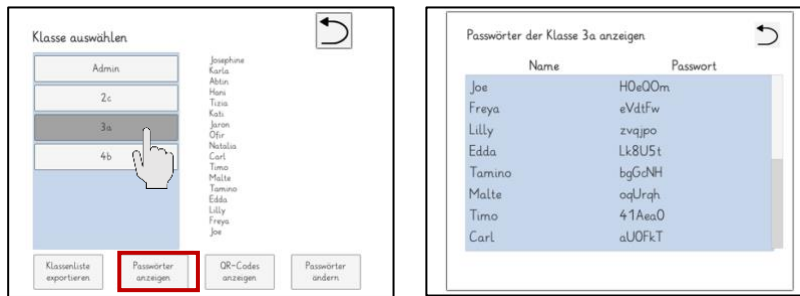 Klasse auswählen
Admin
2c
3a
4b
Josephine
Karla
Abtin
Hani
Tizia
Kati
Jaron
Ofir
Natalia
Carl
Timo
Malte
Tamino
Edda
Lilly
Freya
Joe
Klassenliste
exportieren
Passwörter
anzeigen
QR-Codes
anzeigen
Passwörter
ändern
Passwörter der Klasse 3a anzeigen
Name Passwort
Joe H0eQOm
Freya eVdtFw
Lilly zvqjpo
Edda Lk8U5t
Tamino bgGcNH
Malte oqUrqh
Timo 41Aea0
Carl aU0FkT